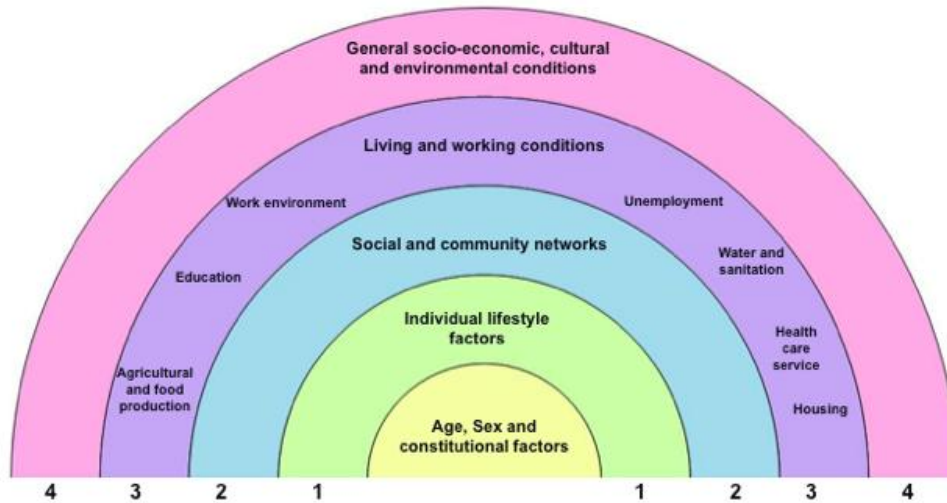 General socio-economic, cultural
and environmental conditions
Living and working conditions
Work environment
Unemployment
Social and community networks
Water and
sanitation
Education
Individual lifestyle
factors
Health
care
service
Agricultural
and food
production
Housing
Age, Sex and
constitutional factors
4 3 2 1 1 2 3 4